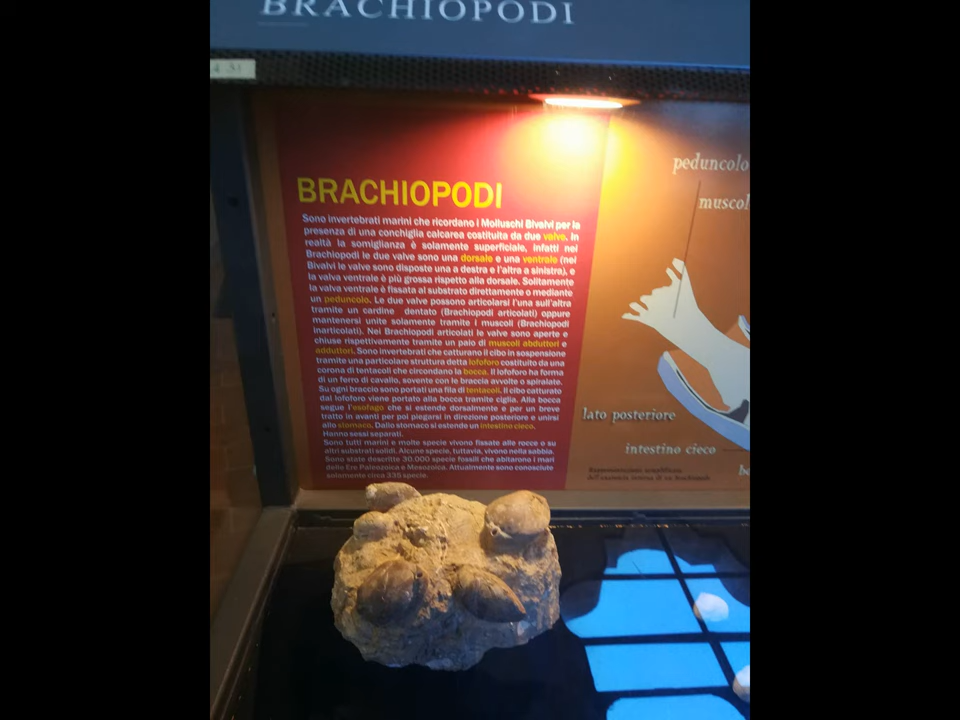 BRACHIOPODI
BRACHIOPODI
Sono invertebrati marini che ricordano i Molluschi Bivalvi per la
presenza di una conchiglia calcarea costituita da due valve. In
realtà la somiglianza è solamente superficiale, infatti nei
Brachiopodi le due valve sono una dorsale e una ventrale (nei
Bivalvi le valve sono disposte una a destra e l'altra a sinistra), e
la valva ventrale è più grossa rispetto alla dorsale. Solitamente
la valva ventrale è fissata al substrato direttamente o mediante
un peduncolo. Le due valve possono articolarsi l'una sull'altra
tramite un cardine dentato (Brachiopodi articolati) oppure
mantenersi unite solamente tramite i muscoli (Brachiopodi
inarticolati). Nei Brachiopodi articolati le valve sono aperte e
chiuse rispettivamente tramite un paio di muscoli abduttori e
adduttori. Sono invertebrati che catturano il cibo in sospensione
tramite una particolare struttura detta lofoforo costituito da una
corona di tentacoli che circondano la bocca. Il lofoforo ha forma
di un ferro di cavallo, sovente con le braccia avvolte o spiralate.
Su ogni braccio sono portati una fila di tentacoli. Il cibo catturato
dal lofoforo viene portato alla bocca tramite ciglia. Alla bocca
segue l'esofago che si estende dorsalmente e per un breve
tratto in avanti per poi piegarsi in direzione posteriore e unirsi
allo stomaco. Dallo stomaco si estende un intestino cieco.
Hanno sessi separati.
Sono tutti marini e molte specie vivono fissate alle rocce o su
altri substrati solidi. Alcune specie, tuttavia, vivono nella sabbia.
Sono state descritte 30.000 specie fossili che abitarono i mari
delle Ere Paleozoica e Mesozoica. Attualmente sono conosciute
solamente circa 335 specie.
peduncolo
muscol
lato posteriore
intestino cieco
Rappresentazione semplificata
dell'anatomia interna di un brachiopode